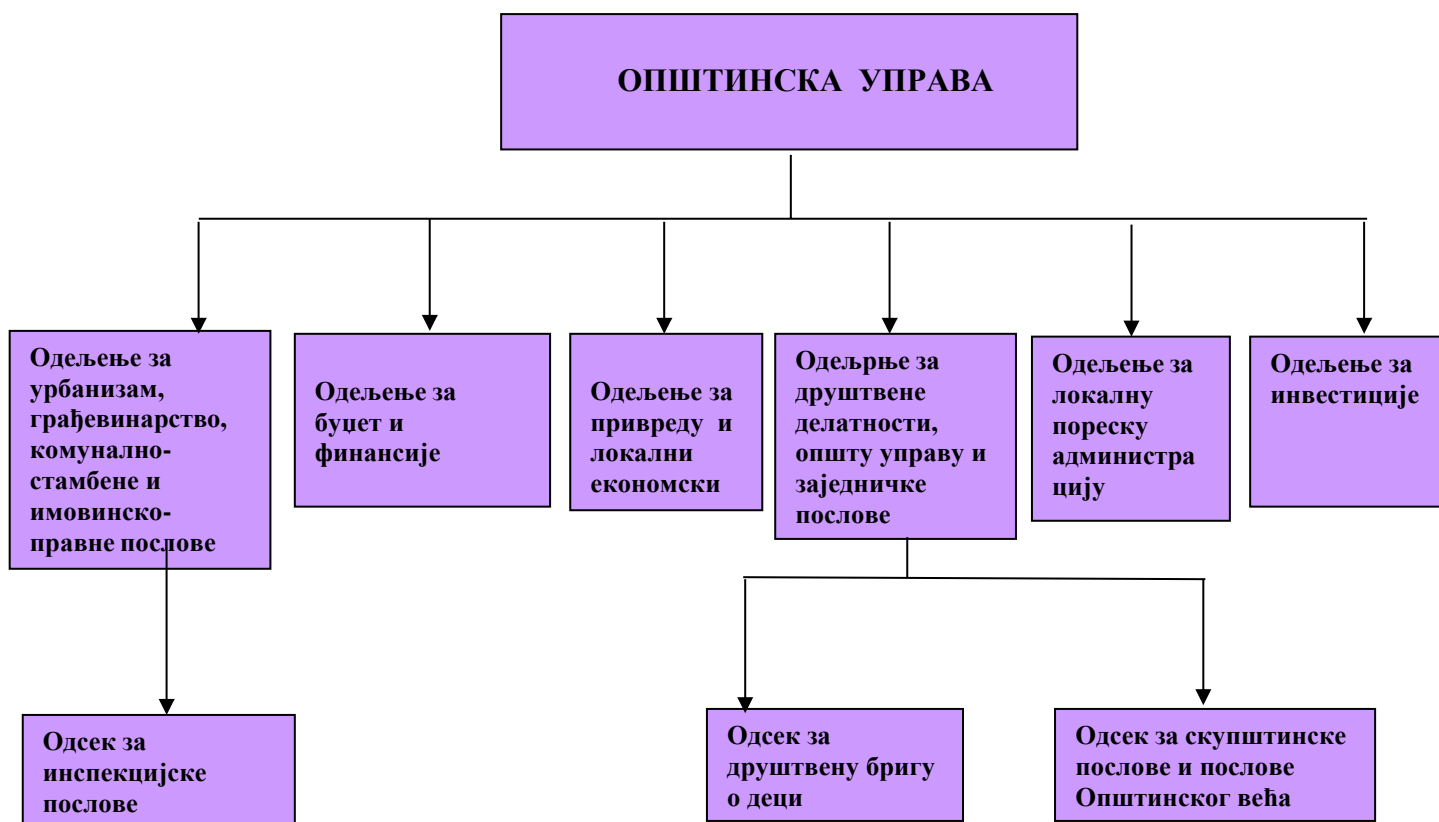 ОПШТИНСКА УПРАВА
Одељење за
урбанизам,
грађевинарство,
комунално-
стамбене и
имовинско-
правне послове
Одељење за
буџет и
финансије
Одељење за
привреду и
локални
економски
Одељрње за
друштвене
делатности,
општу управу и
заједничке
послове
Одељење за
локалну
пореску
администра
цију
Одељење за
инвестиције
Одсек за
инспекцијске
послове
Одсек за
друштвену бригу
о деци
Одсек за скупштинске
послове и послове
Општинског већа